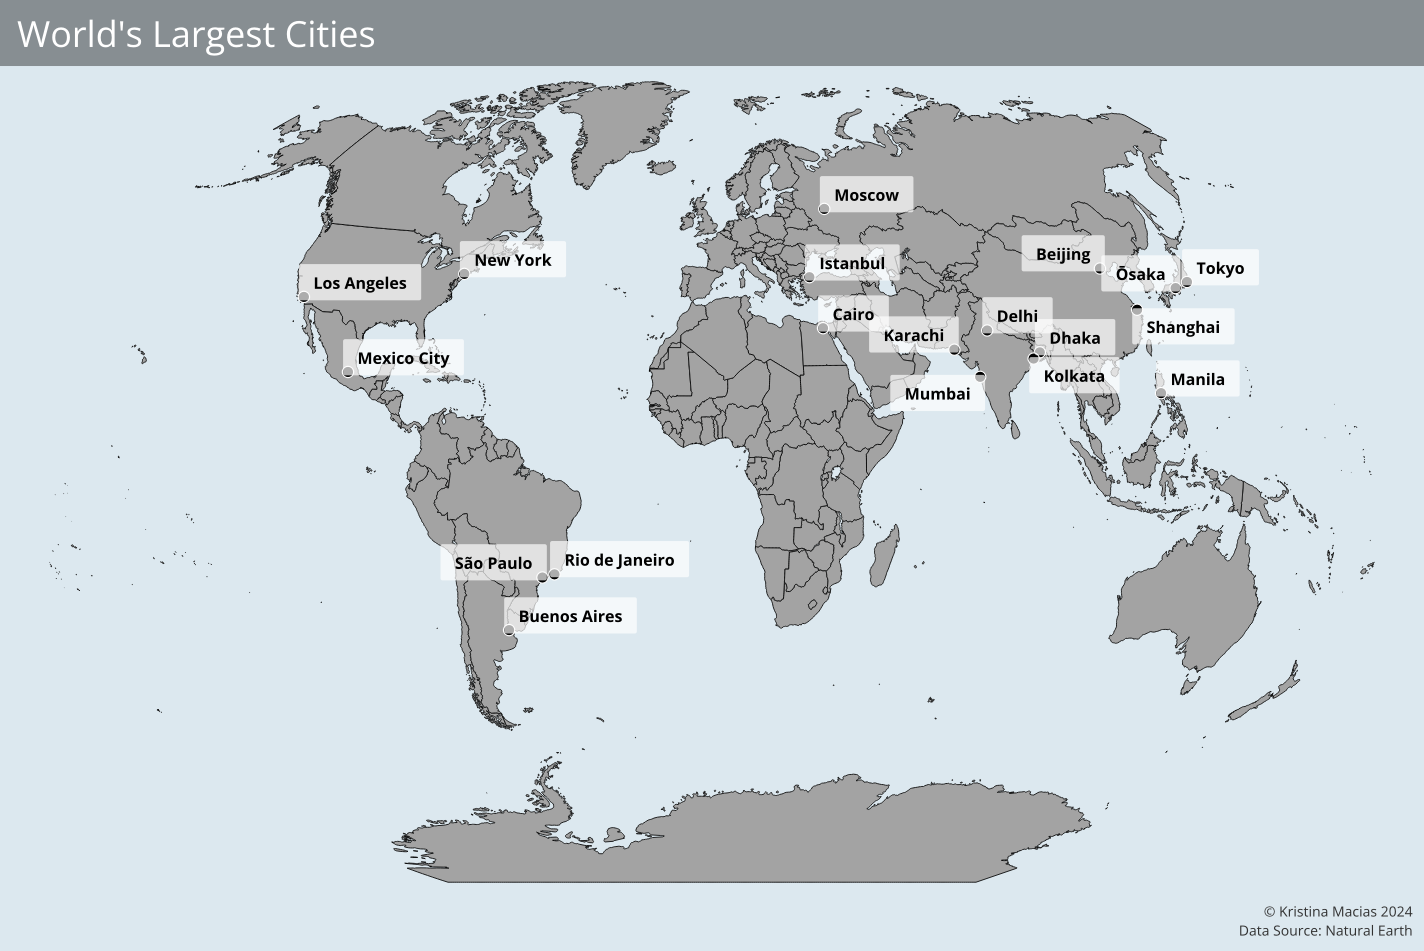 World's Largest Cities
Moscow
New York
Istanbul
Beijing
Ōsaka
Tokyo
Los Angeles
Cairo
Delhi
Karachi
Dhaka
Shanghai
Mexico City
Kolkata
Manila
Mumbai
São Paulo
Rio de Janeiro
Buenos Aires
© Kristina Macias 2024
Data Source: Natural Earth